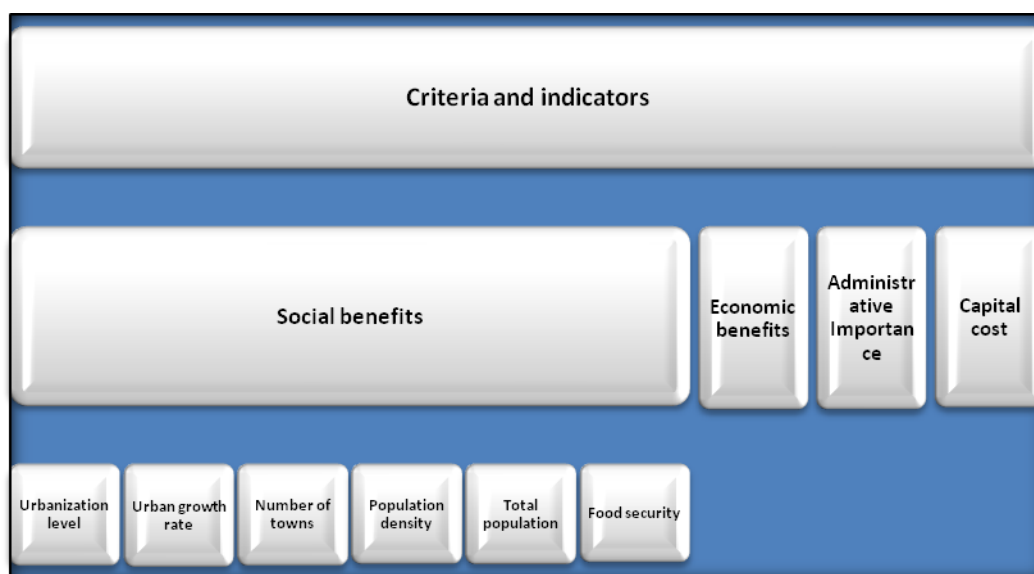 Criteria and indicators
Social benefits
Economic
benefits
Administr
ative
Importan
ce
Capital
cost
Urbanization
level
Urban growth
rate
Number of
towns
Population
density
Total
population
Food security